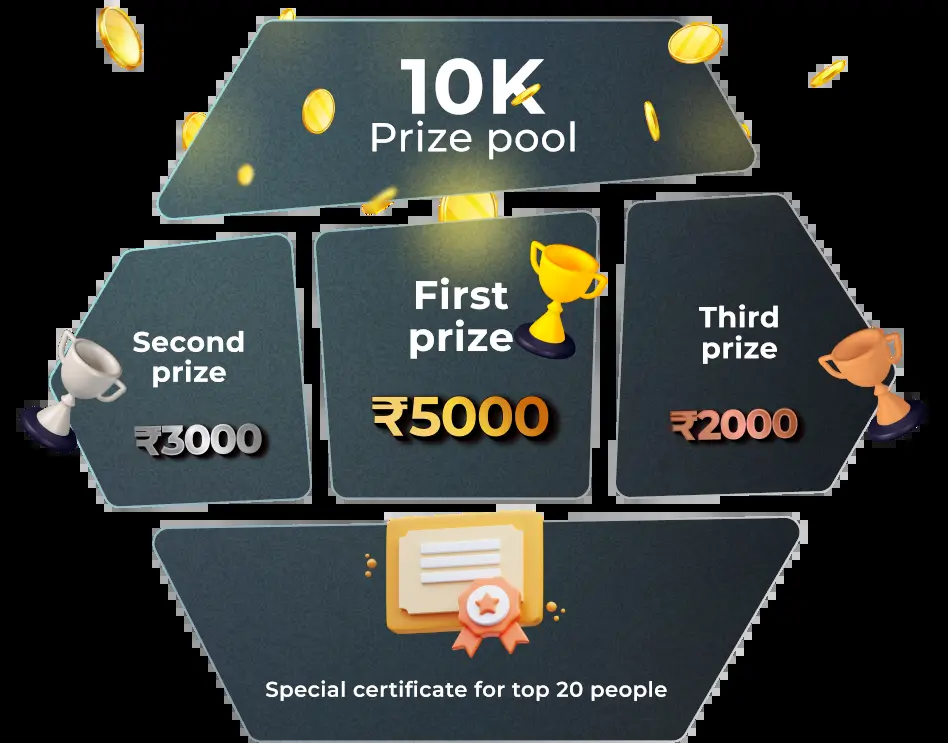 10K
Prize pool
Second
prize
₹3000
First
prize
₹5000
Third
prize
₹2000
Special certificate for top 20 people